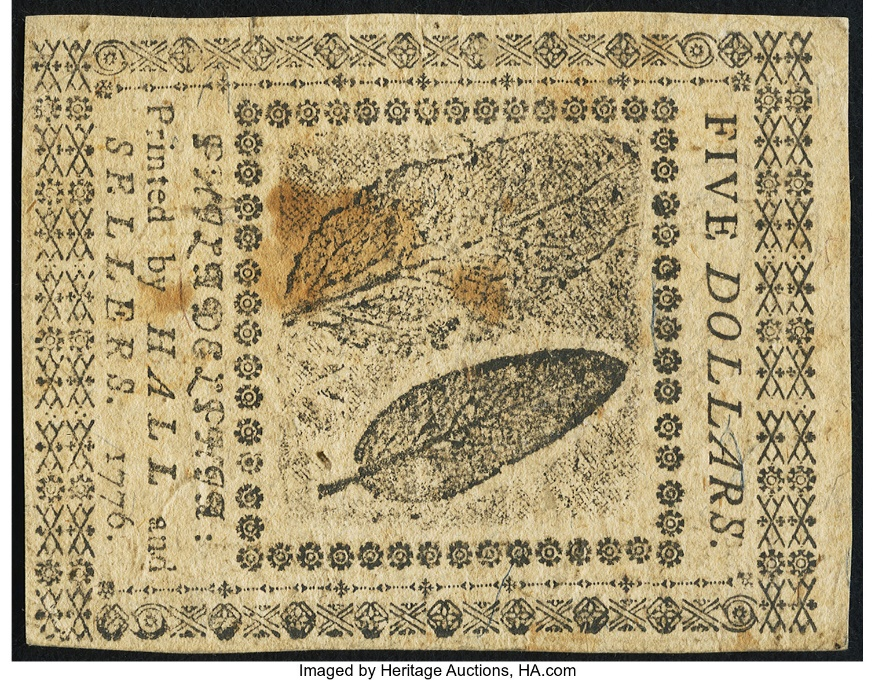 FIVE DOLLARS.
PHILADELPHIA:
Printed by HALL and
SELLERS. 1776.
Imaged by Heritage Auctions, HA.com